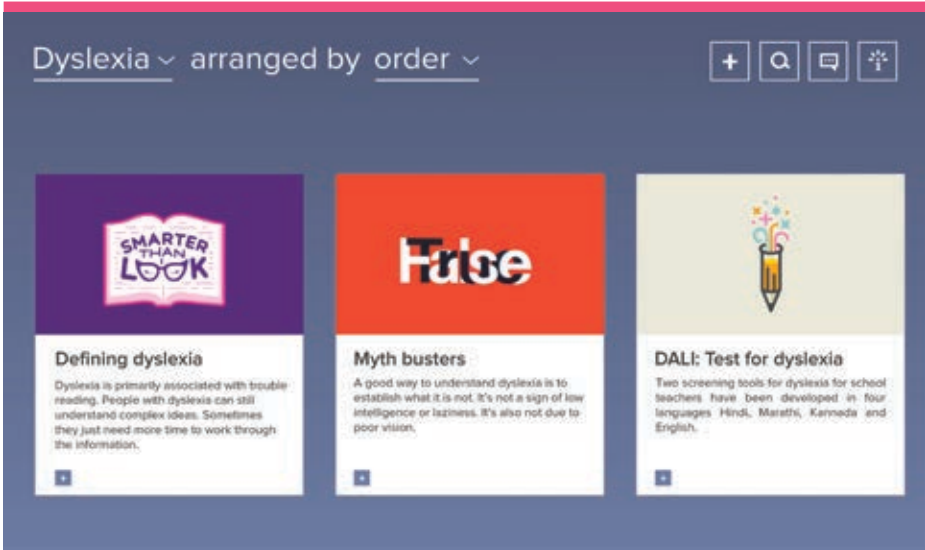 Dyslexia arranged by order
SMARTER
THAN
LOOK
Defining dyslexia
Dyslexia is primarily associated with trouble
reading. People with dyslexia can still
understand complex ideas. Sometimes
they just need more time to work through
the information.
False
True
Myth busters
A good way to understand dyslexia is to
establish what it is not. It's not a sign of low
intelligence or laziness. It's also not due to
poor vision.
DALI: Test for dyslexia
Two screening tools for dyslexia for school
teachers have been developed in four
languages Hindi, Marathi, Kannada and
English.